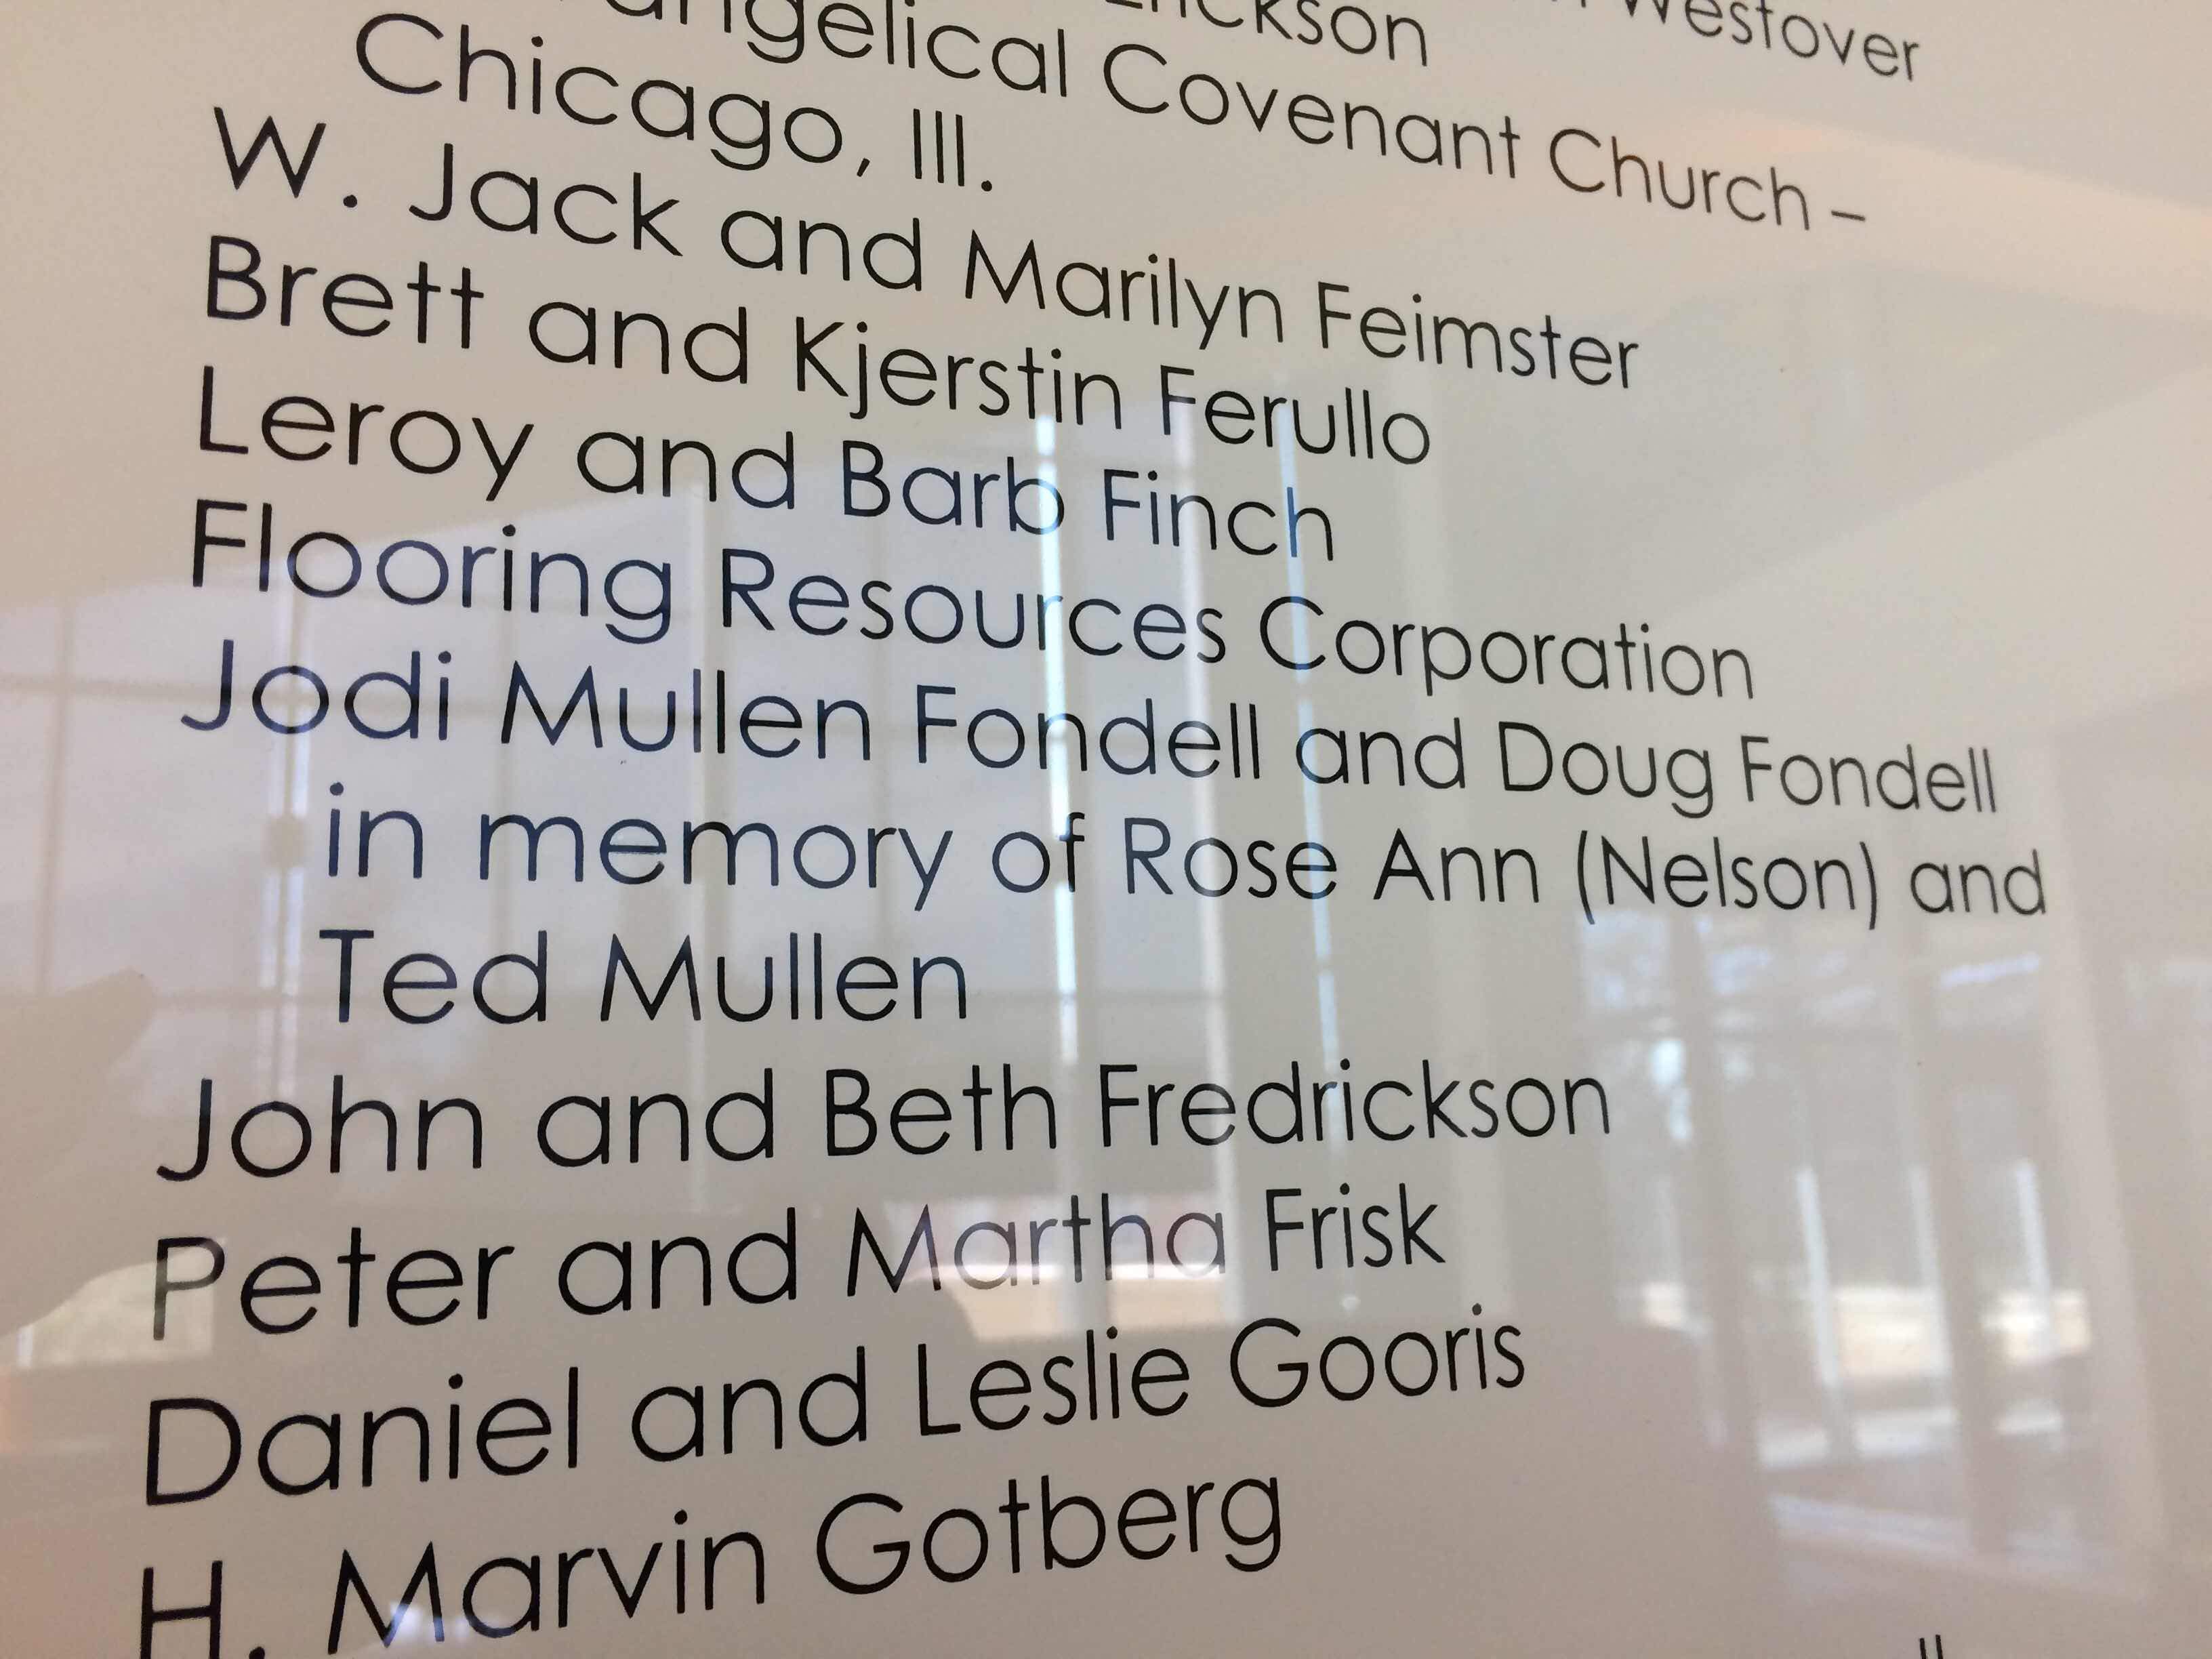 Westover
Covenant Church –
Chicago, Ill.
W. Jack and Marilyn Feimster
Brett and Kjerstin Ferullo
Leroy and Barb Finch
Flooring Resources Corporation
Jodi Mullen Fondell and Doug Fondell
in memory of Rose Ann (Nelson) and
Ted Mullen
John and Beth Fredrickson
Peter and Martha Frisk
Daniel and Leslie Gooris
H. Marvin Gotberg